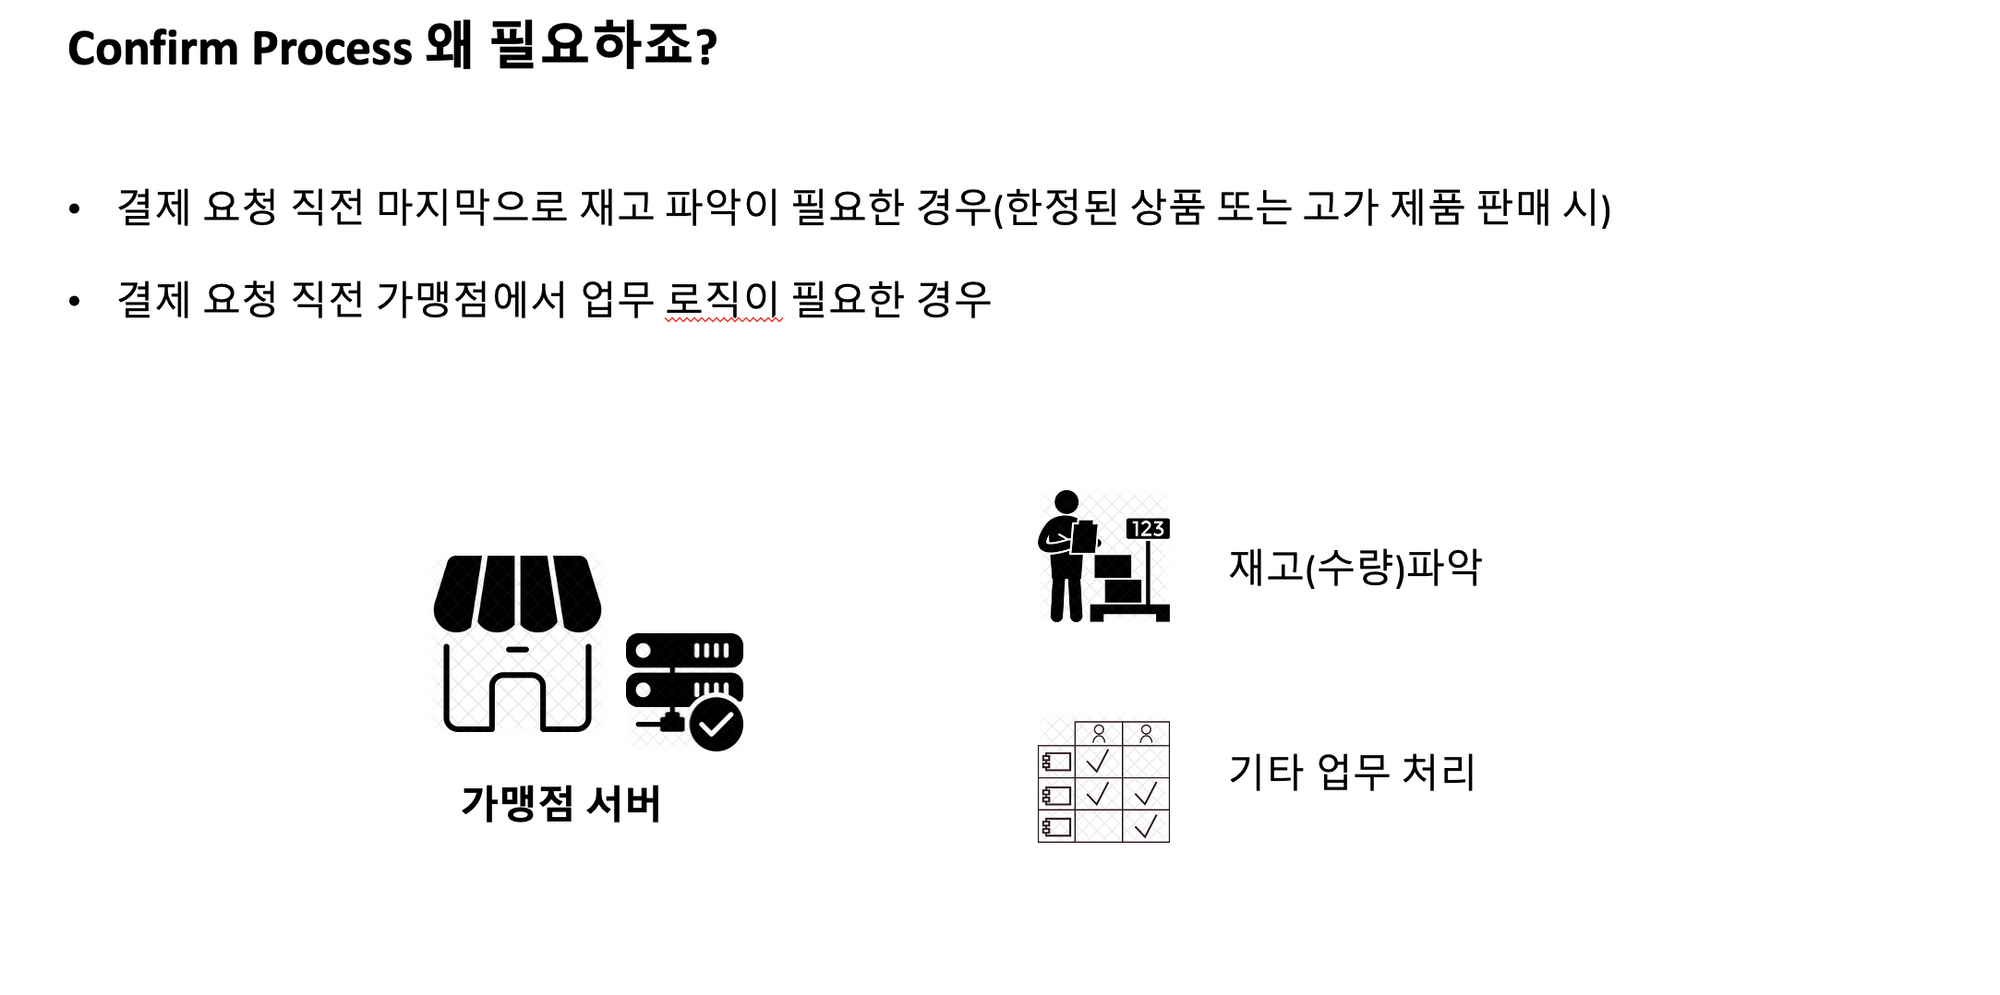 Confirm Process 왜 필요하죠?
• 결제 요청 직전 마지막으로 재고 파악이 필요한 경우(한정된 상품 또는 고가 제품 판매 시)
• 결제 요청 직전 가맹점에서 업무 로직이 필요한 경우
123
재고(수량)파악
가맹점 서버
기타 업무 처리